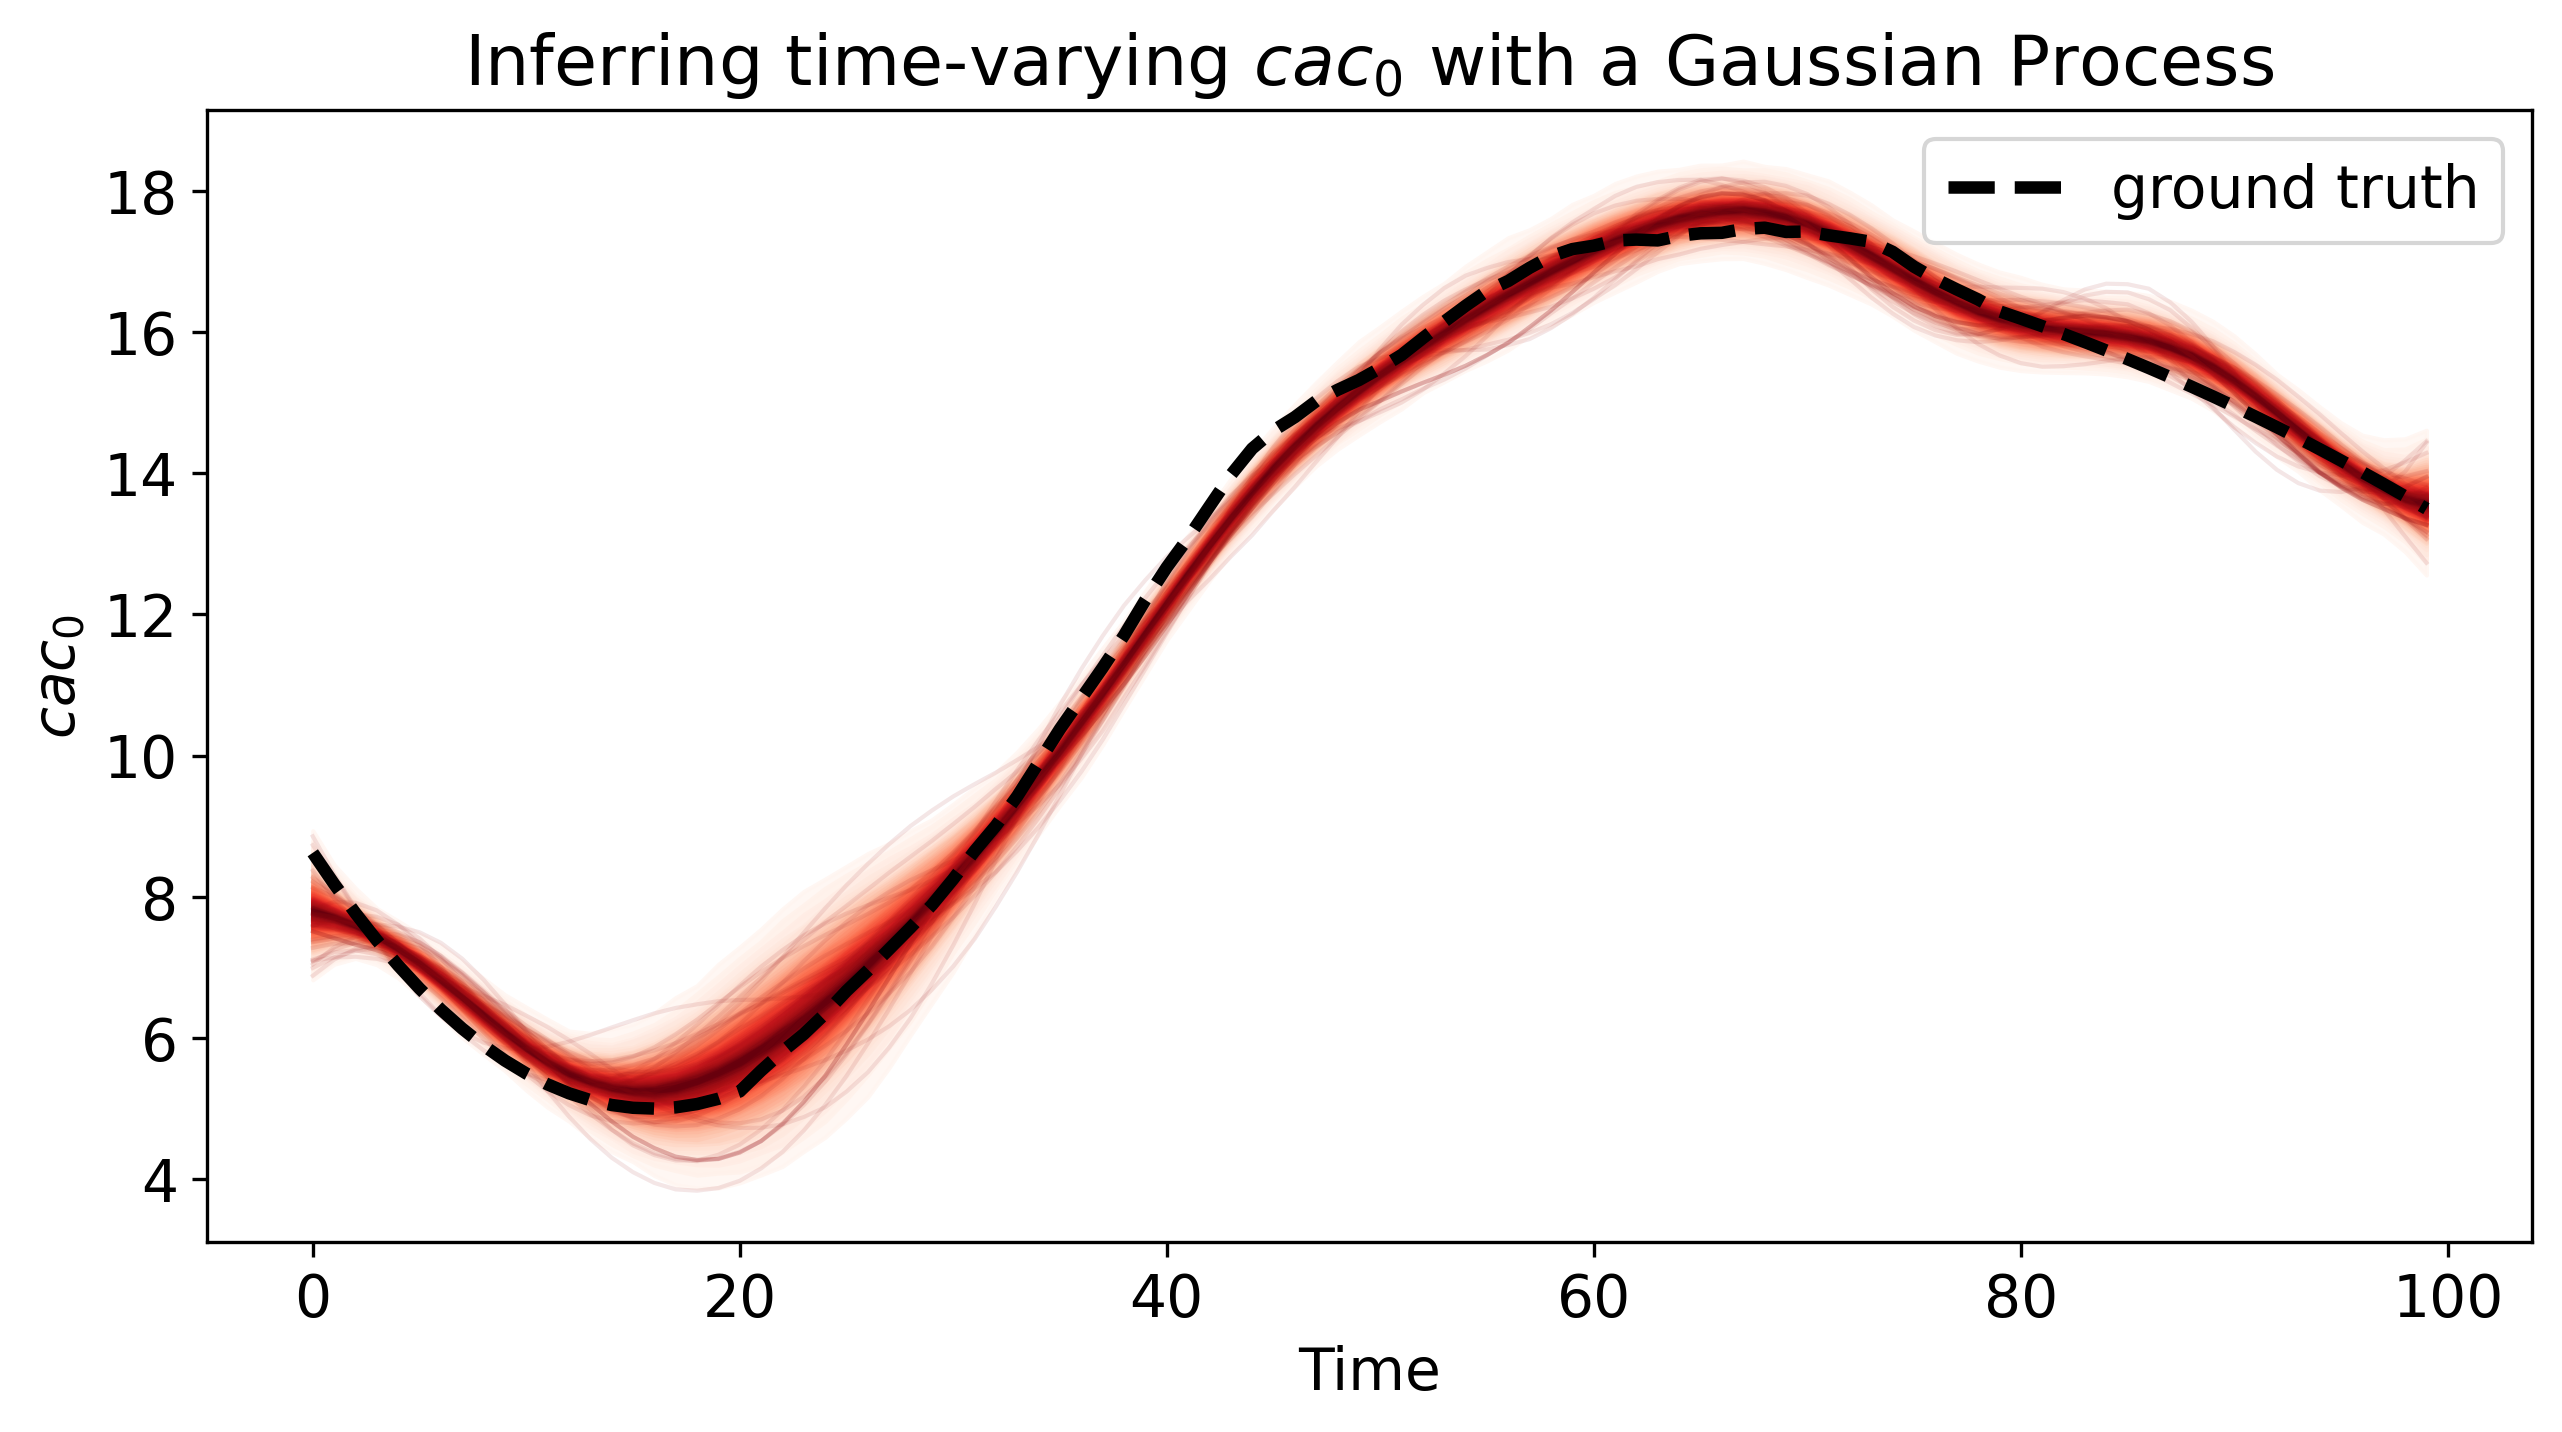 Inferring time-varying cac₀ with a Gaussian Process
ground truth
cac₀
18
16
14
12
10
8
6
4
0 20 40 60 80 100
Time